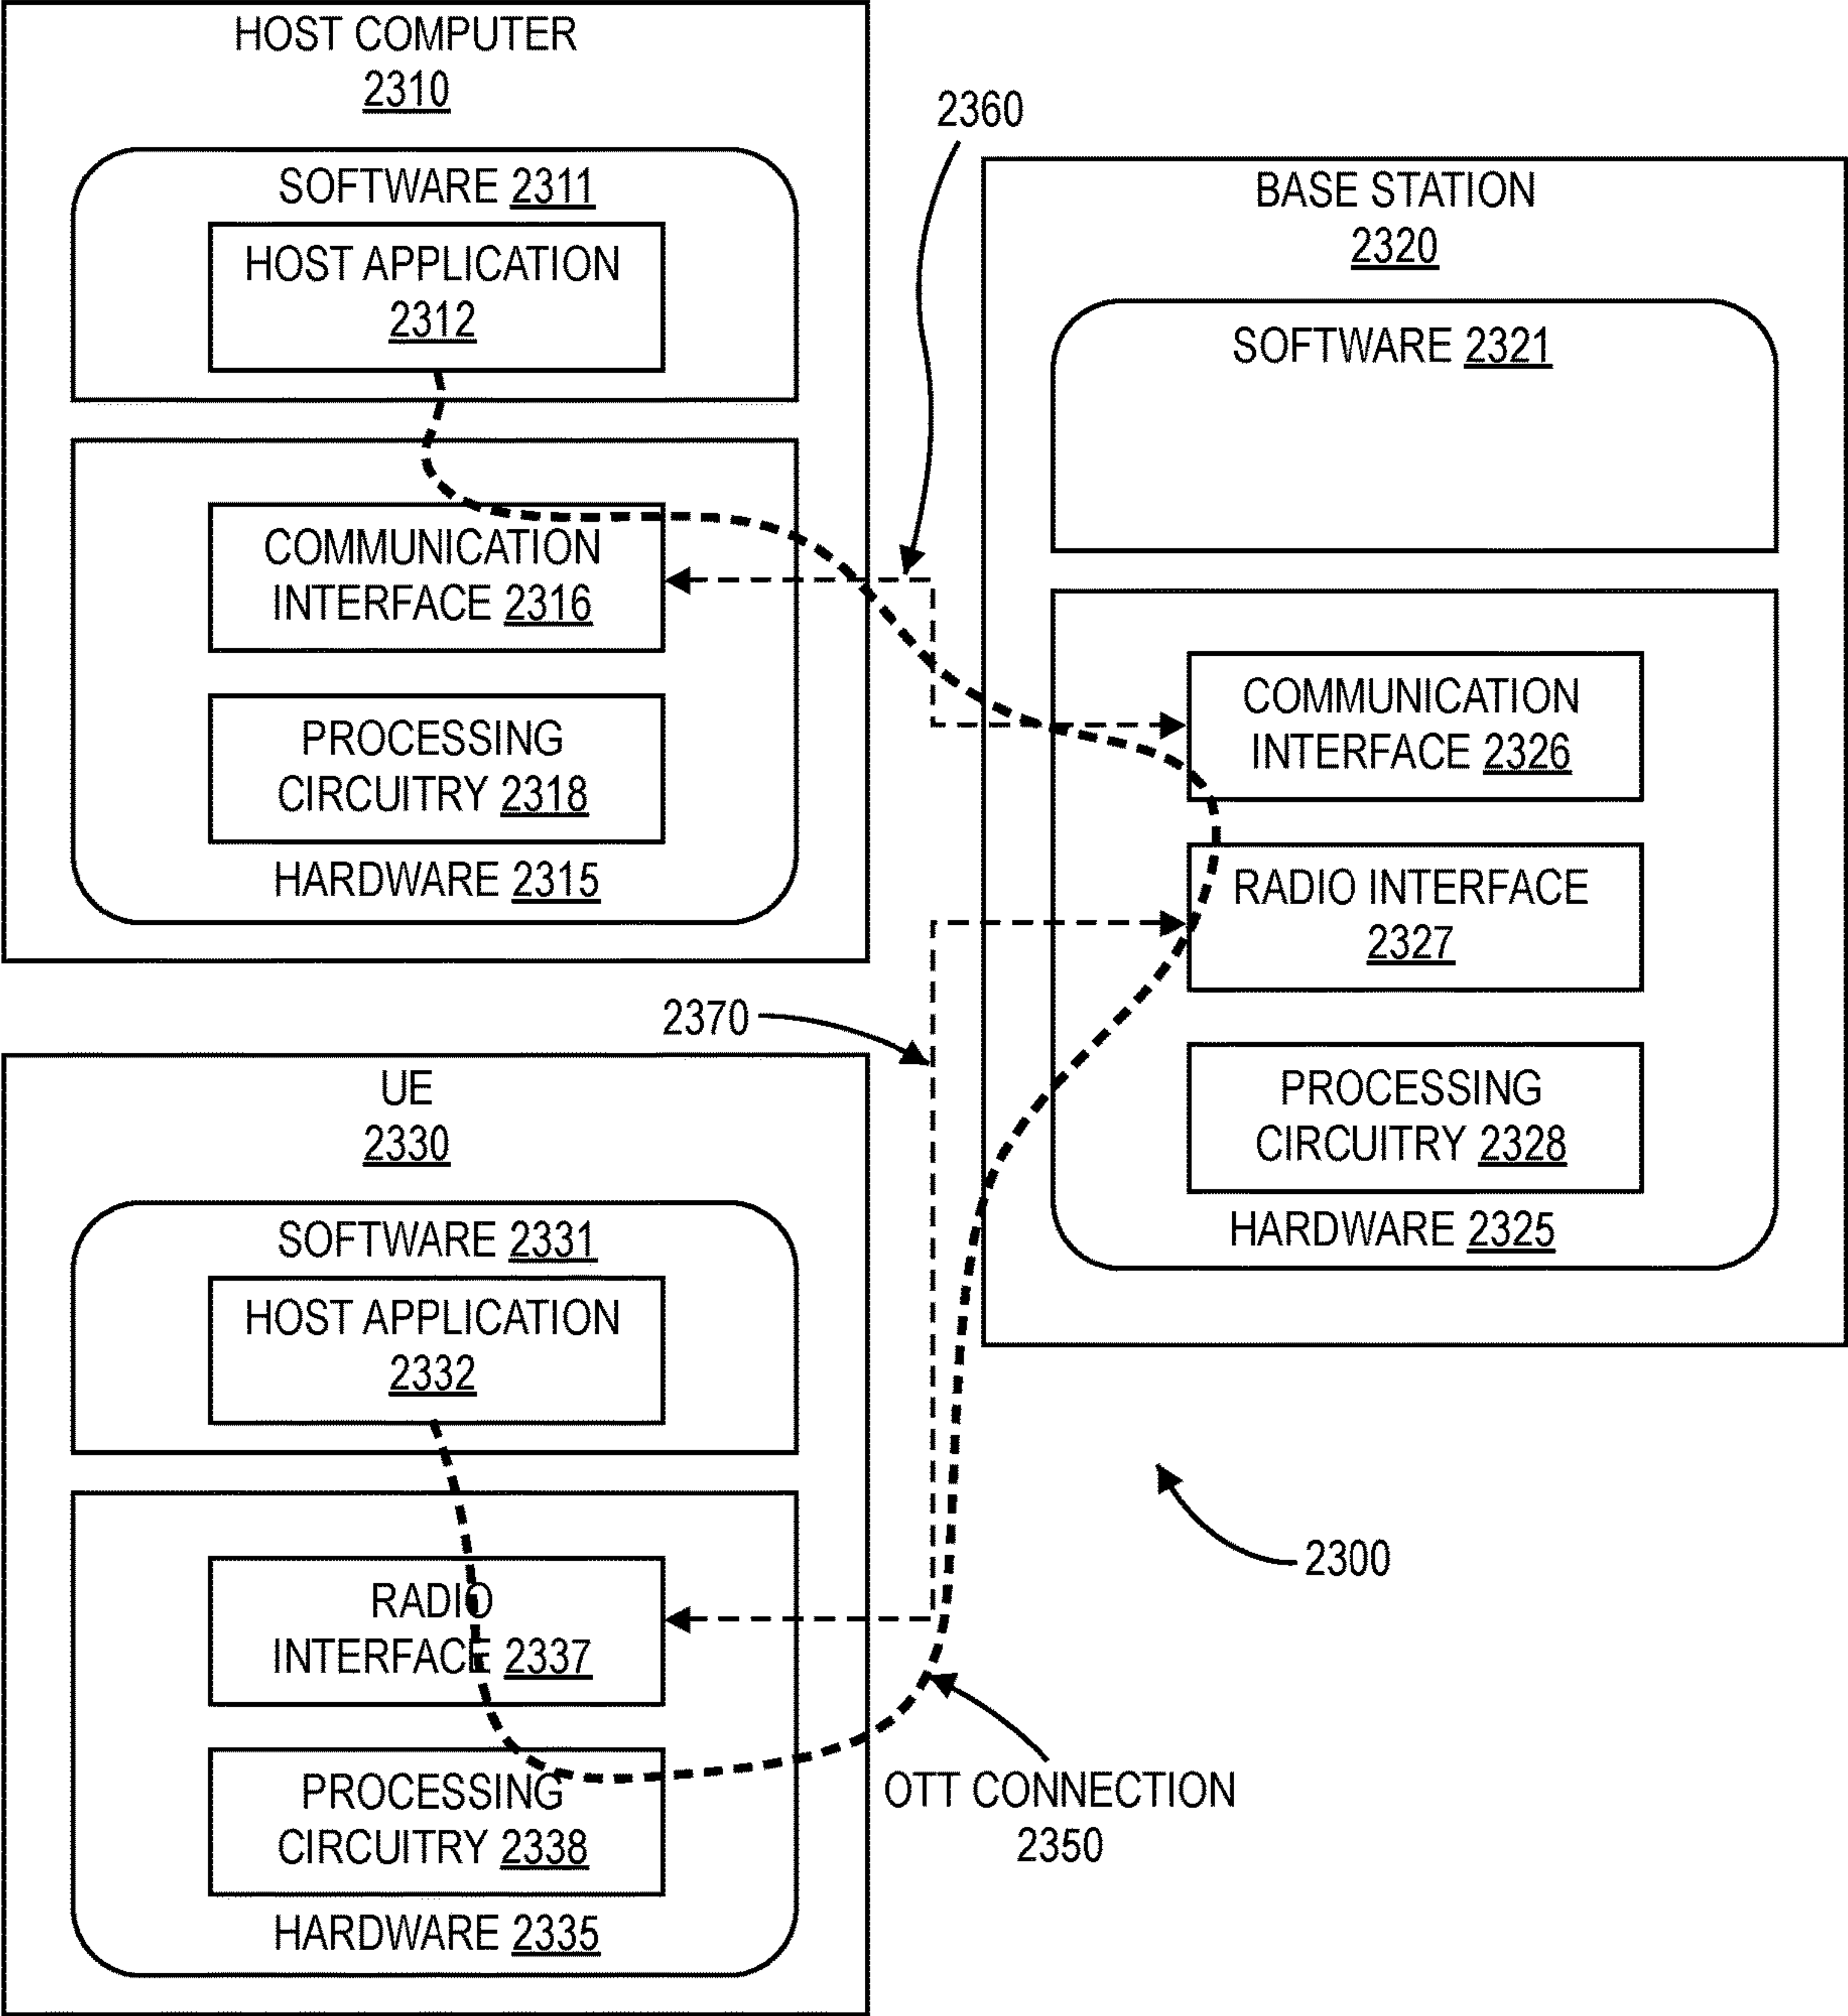 HOST COMPUTER
2310
SOFTWARE 2311
HOST APPLICATION
2312
COMMUNICATION
INTERFACE 2316
PROCESSING
CIRCUITRY 2318
HARDWARE 2315
2360
BASE STATION
2320
SOFTWARE 2321
COMMUNICATION
INTERFACE 2326
RADIO INTERFACE
2327
PROCESSING
CIRCUITRY 2328
HARDWARE 2325
2370
UE
2330
SOFTWARE 2331
HOST APPLICATION
2332
RADIO
INTERFACE 2337
PROCESSING
CIRCUITRY 2338
HARDWARE 2335
2300
OTT CONNECTION
2350